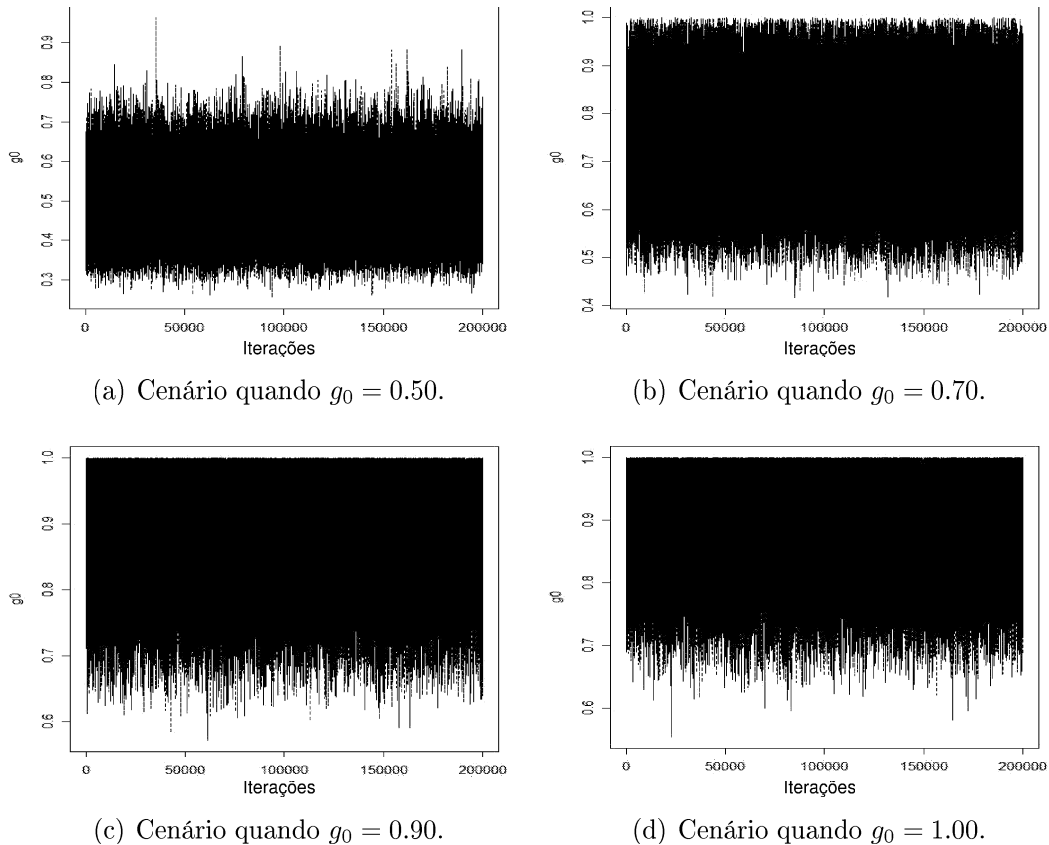 0.9
0.8
0.7
0.6
0.5
0.4
0.3
g0
0 50000 100000 150000 200000
Iterações
(a) Cenário quando g₀ = 0.50.
1.0
0.9
0.8
0.7
0.6
0.5
0.4
g0
0 50000 100000 150000 200000
Iterações
(b) Cenário quando g₀ = 0.70.
1.0
0.9
0.8
0.7
0.6
g0
0 50000 100000 150000 200000
Iterações
(c) Cenário quando g₀ = 0.90.
1.0
0.9
0.8
0.7
0.6
g0
0 50000 100000 150000 200000
Iterações
(d) Cenário quando g₀ = 1.00.